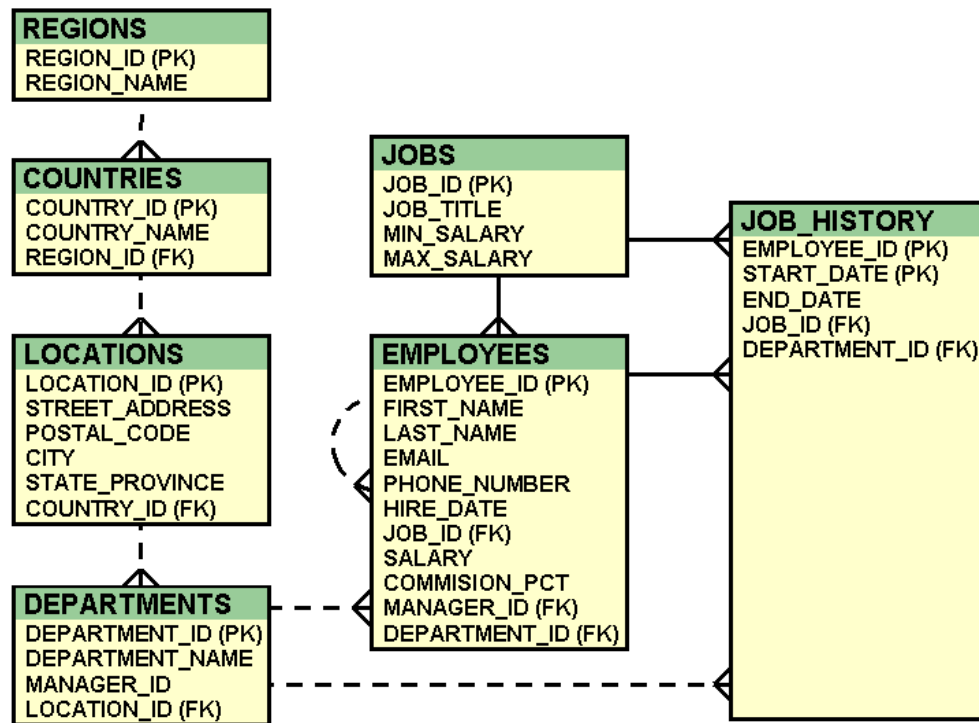 REGIONS
REGION_ID (PK)
REGION_NAME
COUNTRIES
COUNTRY_ID (PK)
COUNTRY_NAME
REGION_ID (FK)
LOCATIONS
LOCATION_ID (PK)
STREET_ADDRESS
POSTAL_CODE
CITY
STATE_PROVINCE
COUNTRY_ID (FK)
DEPARTMENTS
DEPARTMENT_ID (PK)
DEPARTMENT_NAME
MANAGER_ID
LOCATION_ID (FK)
JOBS
JOB_ID (PK)
JOB_TITLE
MIN_SALARY
MAX_SALARY
EMPLOYEES
EMPLOYEE_ID (PK)
FIRST_NAME
LAST_NAME
EMAIL
PHONE_NUMBER
HIRE_DATE
JOB_ID (FK)
SALARY
COMMISION_PCT
MANAGER_ID (FK)
DEPARTMENT_ID (FK)
JOB_HISTORY
EMPLOYEE_ID (PK)
START_DATE (PK)
END_DATE
JOB_ID (FK)
DEPARTMENT_ID (FK)